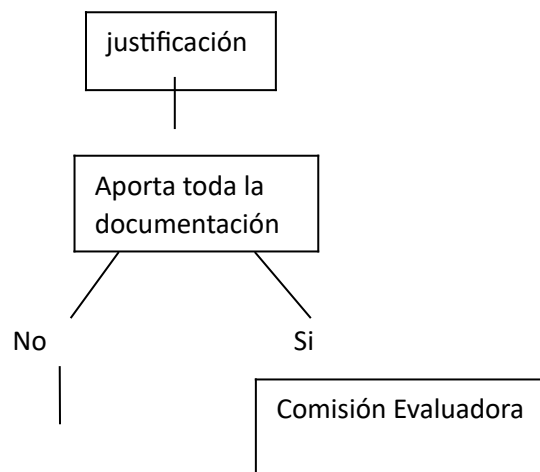 justificación
Aporta toda la
documentación
No
Si
Comisión Evaluadora